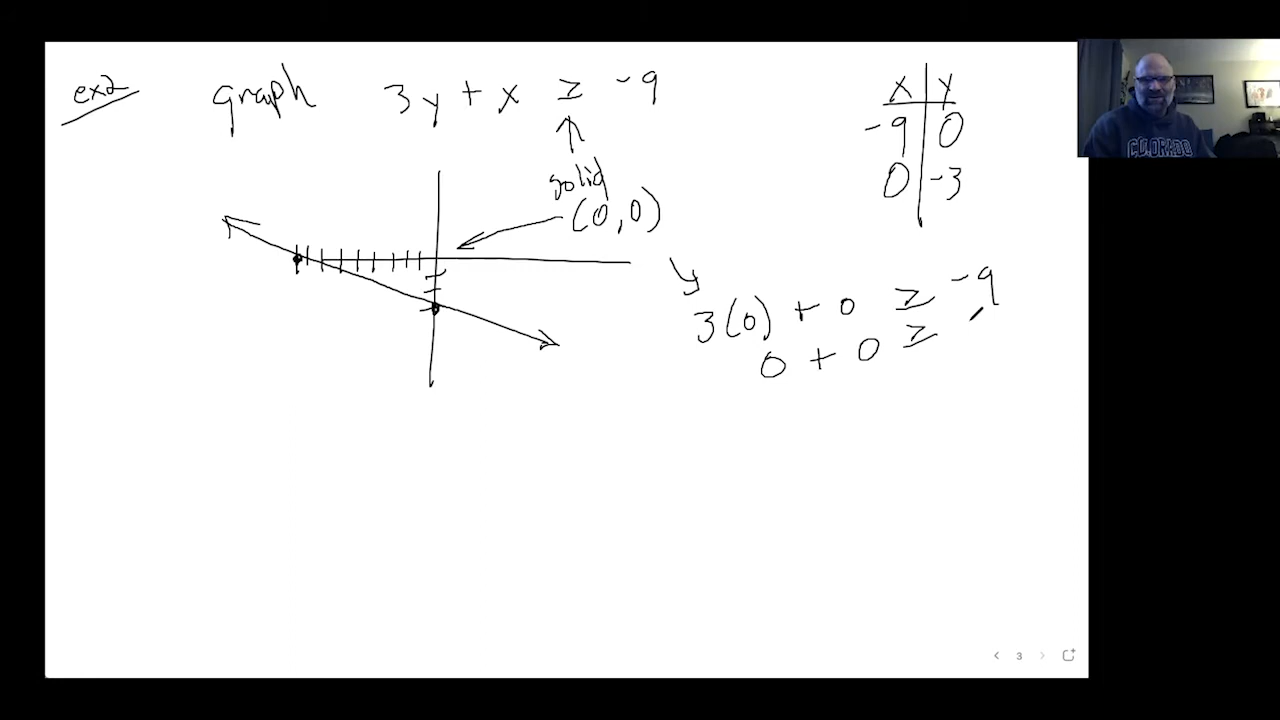 ex2 graph 3y + x ≥ -9
solid
(0,0)
x y
-9 0
0 -3
3(0) + 0 ≥ -9
0 + 0 ≥
COLORADO
3